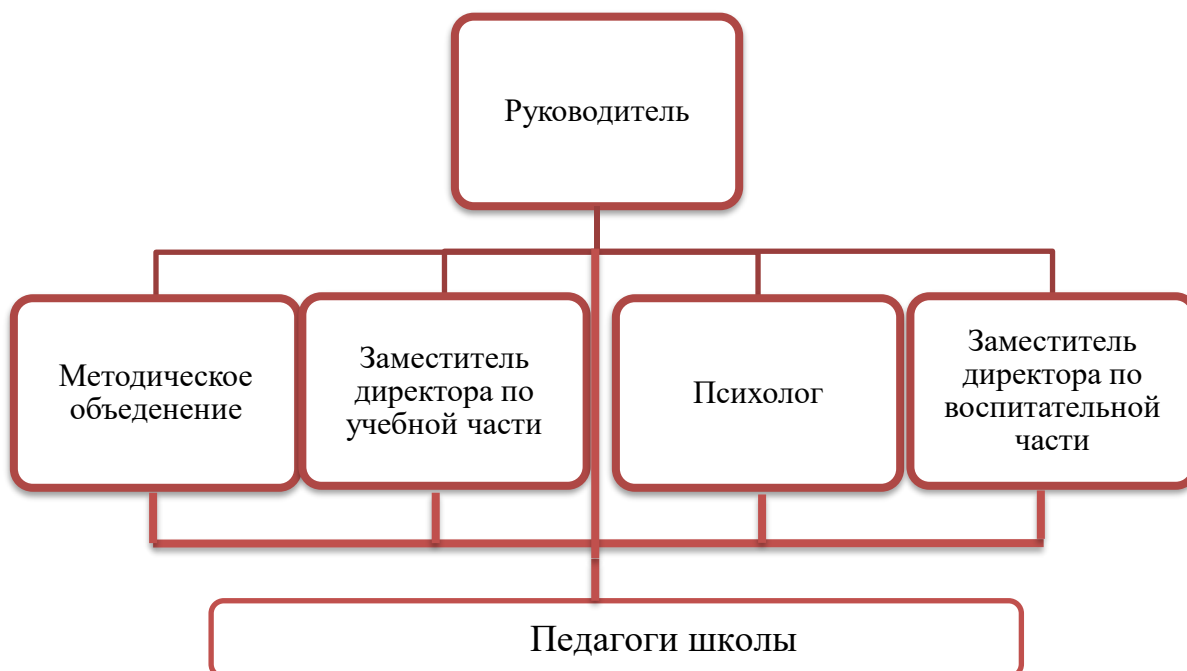 Руководитель
Методическое
объеденение
Заместитель
директора по
учебной части
Психолог
Заместитель
директора по
воспитательной
части
Педагоги школы